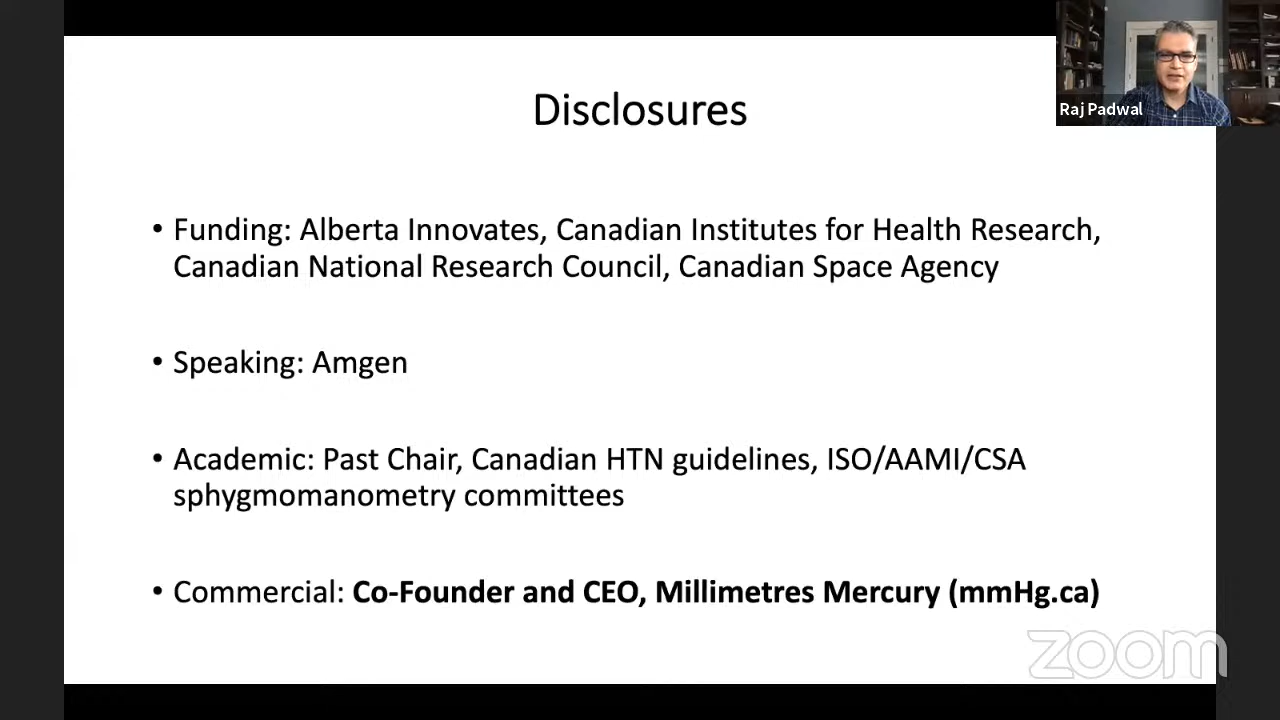 Disclosures
Raj Padwal
• Funding: Alberta Innovates, Canadian Institutes for Health Research,
Canadian National Research Council, Canadian Space Agency
• Speaking: Amgen
• Academic: Past Chair, Canadian HTN guidelines, ISO/AAMI/CSA
sphygmomanometry committees
• Commercial: Co-Founder and CEO, Millimetres Mercury (mmHg.ca)
zoom